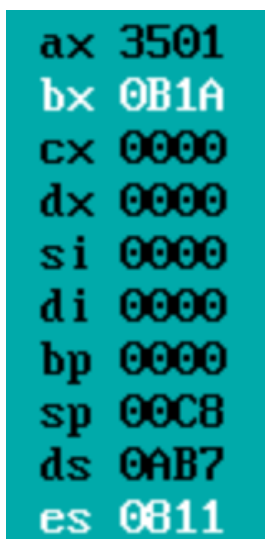 ax 3501
bx 0B1A
cx 0000
dx 0000
si 0000
di 0000
bp 0000
sp 00C8
ds 0AB7
es 0811